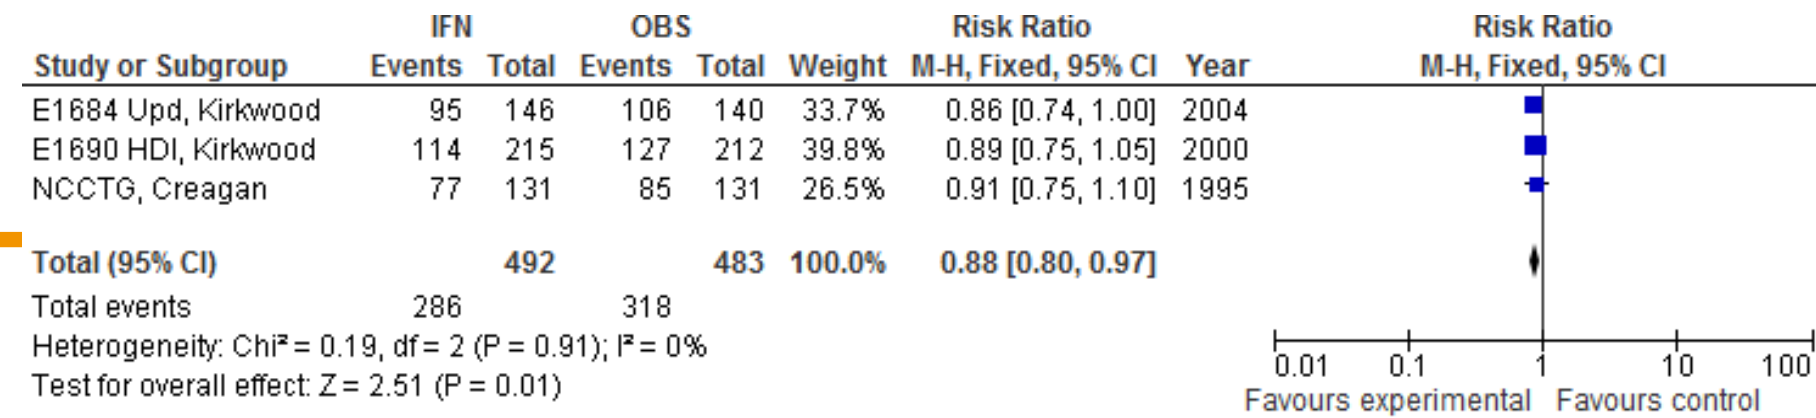 IFN OBS Risk Ratio Risk Ratio
Study or Subgroup Events Total Events Total Weight M-H, Fixed, 95% CI Year M-H, Fixed, 95% CI
E1684 Upd, Kirkwood 95 146 106 140 33.7% 0.86 [0.74, 1.00] 2004
E1690 HDI, Kirkwood 114 215 127 212 39.8% 0.89 [0.75, 1.05] 2000
NCCTG, Creagan 77 131 85 131 26.5% 0.91 [0.75, 1.10] 1995
Total (95% CI) 492 483 100.0% 0.88 [0.80, 0.97]
Total events 286 318
Heterogeneity: Chi² = 0.19, df = 2 (P = 0.91); I² = 0%
Test for overall effect: Z = 2.51 (P = 0.01)
0.01 0.1 1 10 100
Favours experimental Favours control